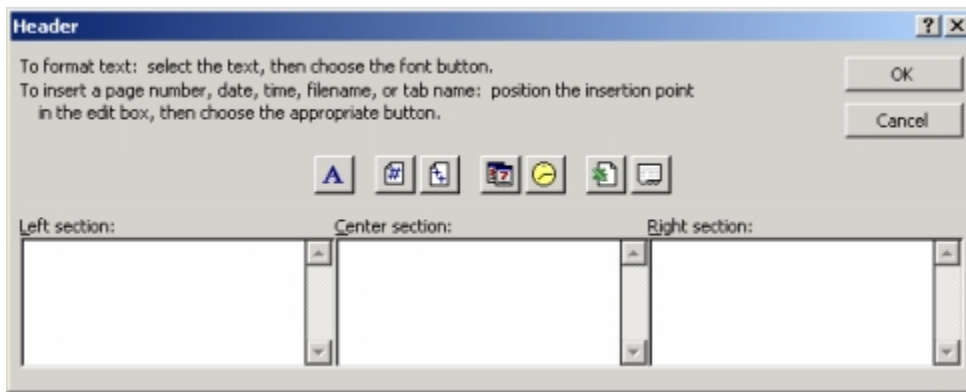 Header
To format text: select the text, then choose the font button.
To insert a page number, date, time, filename, or tab name: position the insertion point
in the edit box, then choose the appropriate button.
OK
Cancel
A
Left section:
Center section:
Right section: